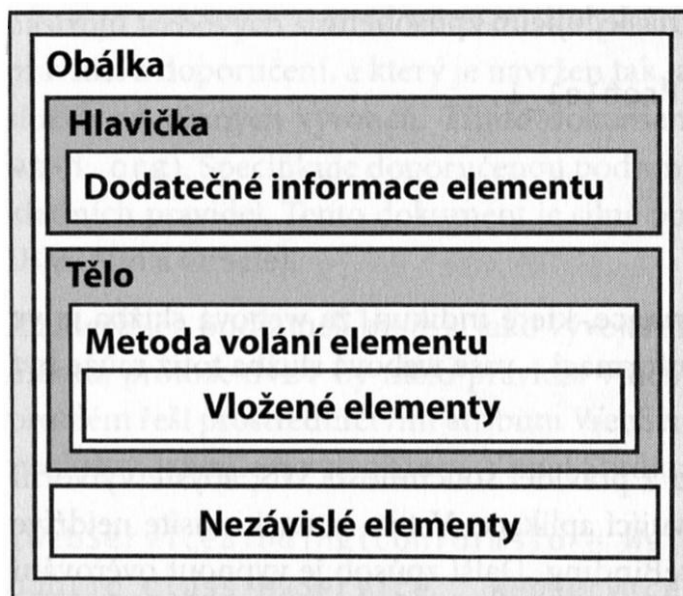 Obálka
Hlavička
Dodatečné informace elementu
Tělo
Metoda volání elementu
Vložené elementy
Nezávislé elementy